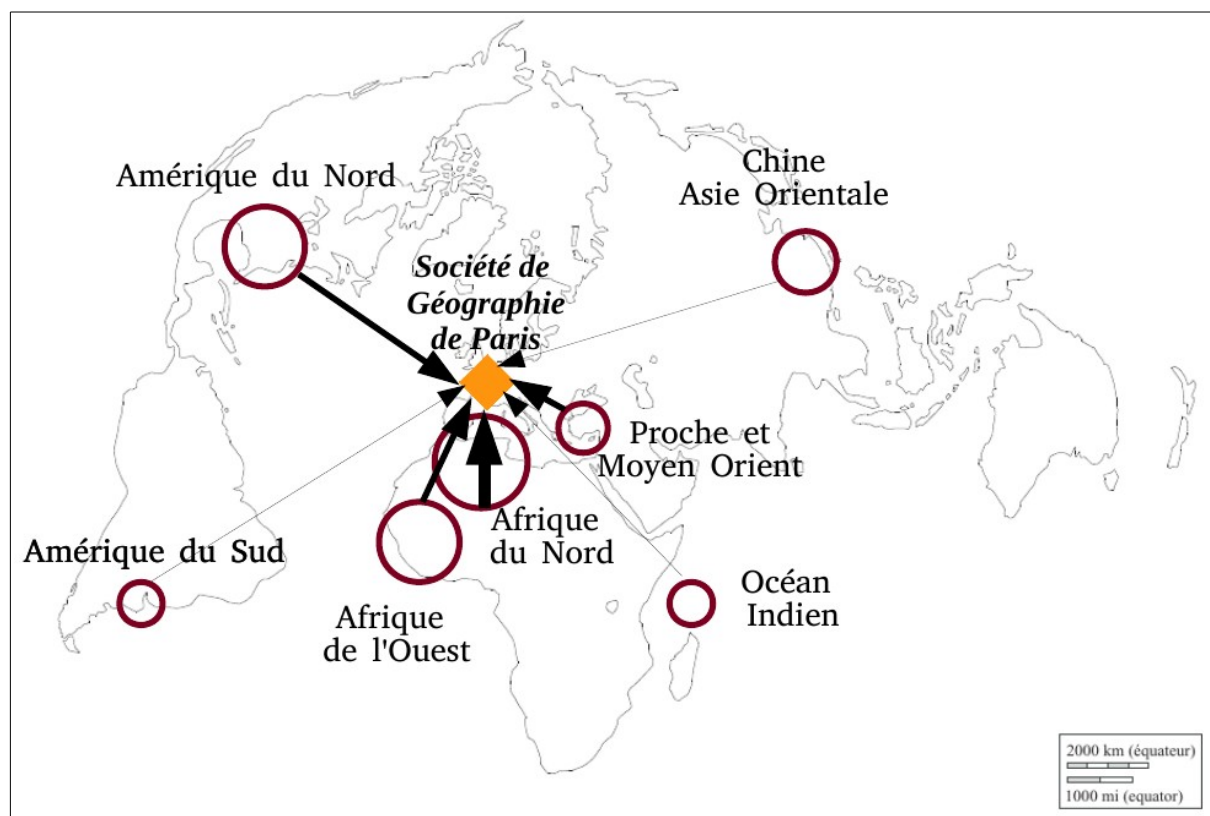 Amérique du Nord
Chine
Asie Orientale
Société de
Géographie
de Paris
Proche et
Moyen Orient
Afrique
du Nord
Amérique du Sud
Afrique
de l'Ouest
Océan
Indien
2000 km (équateur)
1000 mi (equator)